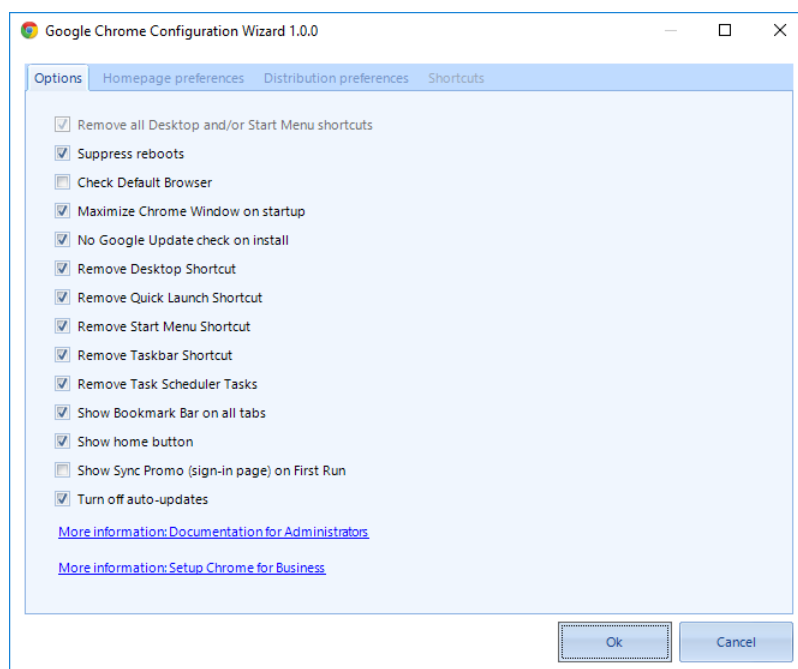 Google Chrome Configuration Wizard 1.0.0
Options Homepage preferences Distribution preferences Shortcuts
Remove all Desktop and/or Start Menu shortcuts
Suppress reboots
Check Default Browser
Maximize Chrome Window on startup
No Google Update check on install
Remove Desktop Shortcut
Remove Quick Launch Shortcut
Remove Start Menu Shortcut
Remove Taskbar Shortcut
Remove Task Scheduler Tasks
Show Bookmark Bar on all tabs
Show home button
Show Sync Promo (sign-in page) on First Run
Turn off auto-updates
More information: Documentation for Administrators
More information: Setup Chrome for Business
Ok Cancel